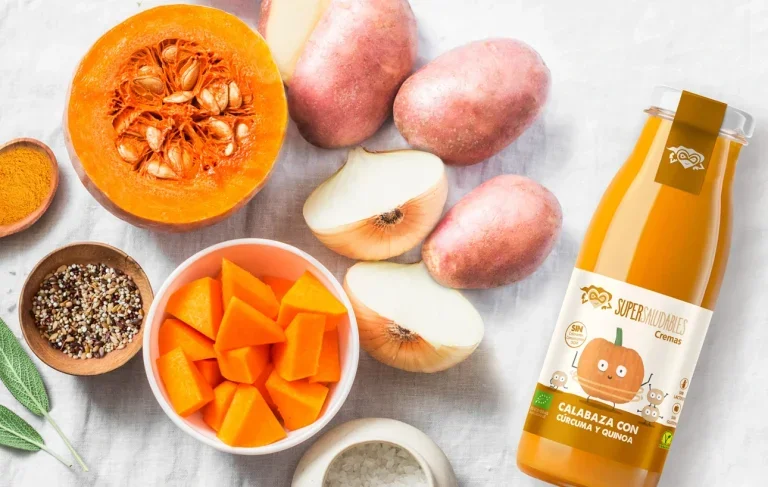 SUPERSALUDABLES
Cremas
SIN
CALABAZA CON
CÚRCUMA Y QUINOA